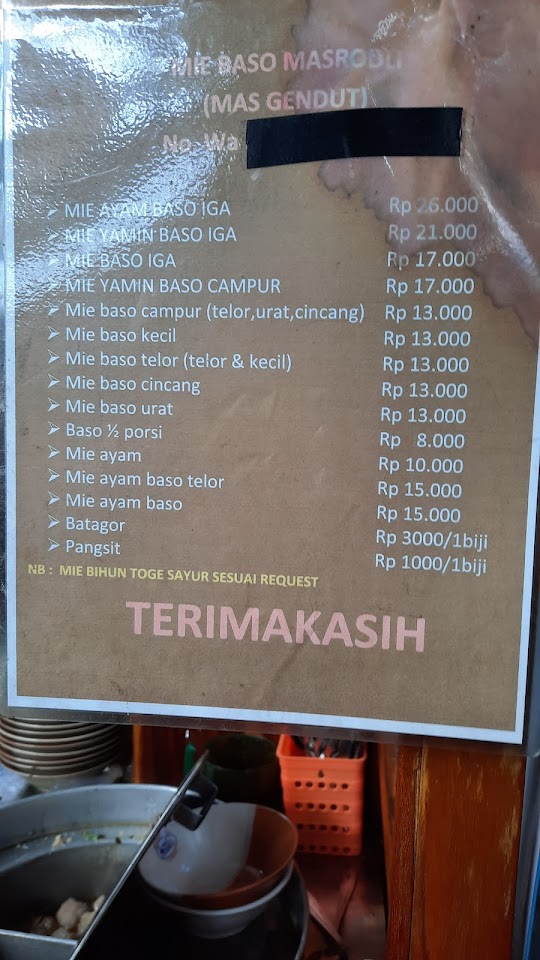 MIE BASO MASROBLI
(MAS GENDUT)
No Wa
➢ MIE AYAM BASO IGA Rp 26.000
➢ MIE YAMIN BASO IGA Rp 21.000
➢ MIE BASO IGA Rp 17.000
➢ MIE YAMIN BASO CAMPUR Rp 17.000
➢ Mie baso campur (telor,urat,cincang) Rp 13.000
➢ Mie baso kecil Rp 13.000
➢ Mie baso telor (telor & kecil) Rp 13.000
➢ Mie baso cincang Rp 13.000
➢ Mie baso urat Rp 13.000
➢ Baso ½ porsi Rp 8.000
➢ Mie ayam Rp 10.000
➢ Mie ayam baso telor Rp 15.000
➢ Mie ayam baso Rp 15.000
➢ Batagor Rp 3000/1biji
➢ Pangsit Rp 1000/1biji
NB : MIE BIHUN TOGE SAYUR SESUAI REQUEST
TERIMAKASIH